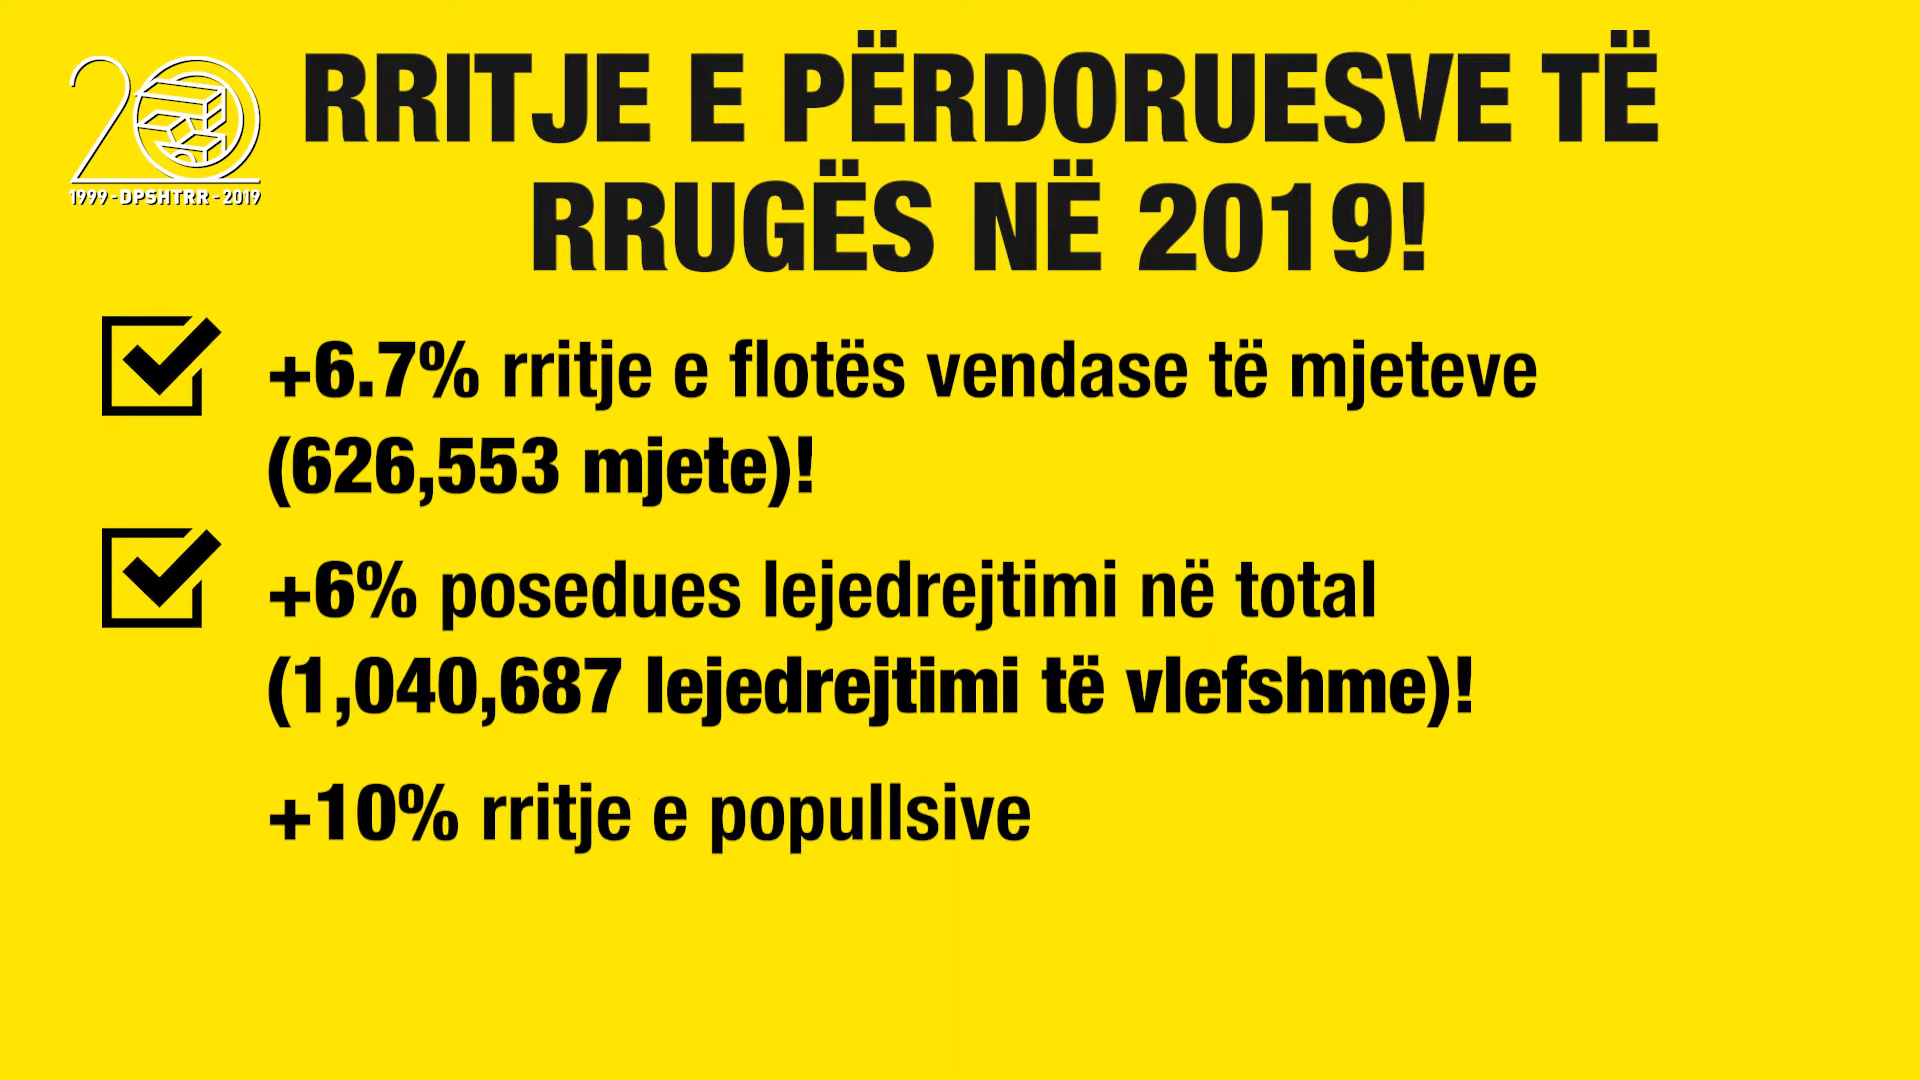 RRITJE E PËRDORUESVE TË
RRUGËS NË 2019!
20
1999 - DPSHTRR - 2019
+6.7% rritje e flotës vendase të mjeteve
(626,553 mjete)!
+6% posedues lejedrejtimi në total
(1,040,687 lejedrejtimi të vlefshme)!
+10% rritje e popullsive